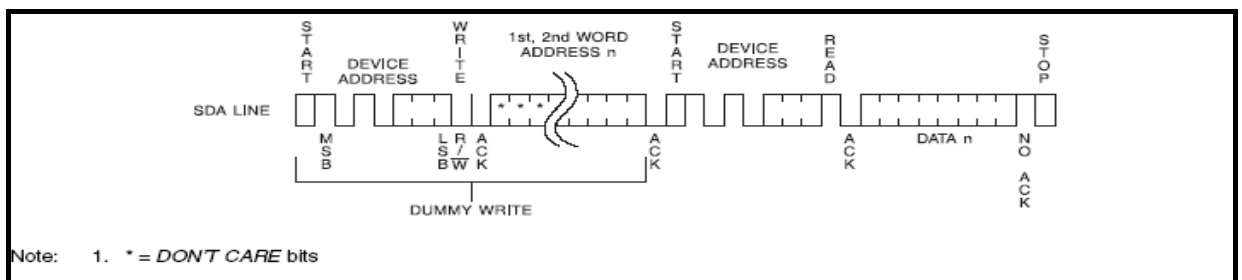 START
WRITE
1st, 2nd WORD
ADDRESS n
START
READ
STOP
DEVICE
ADDRESS
DEVICE
ADDRESS
SDA LINE
* * *
MSB
LSB
R/W
ACK
ACK
ACK
DATA n
NO ACK
DUMMY WRITE
Note: 1. * = DON'T CARE bits